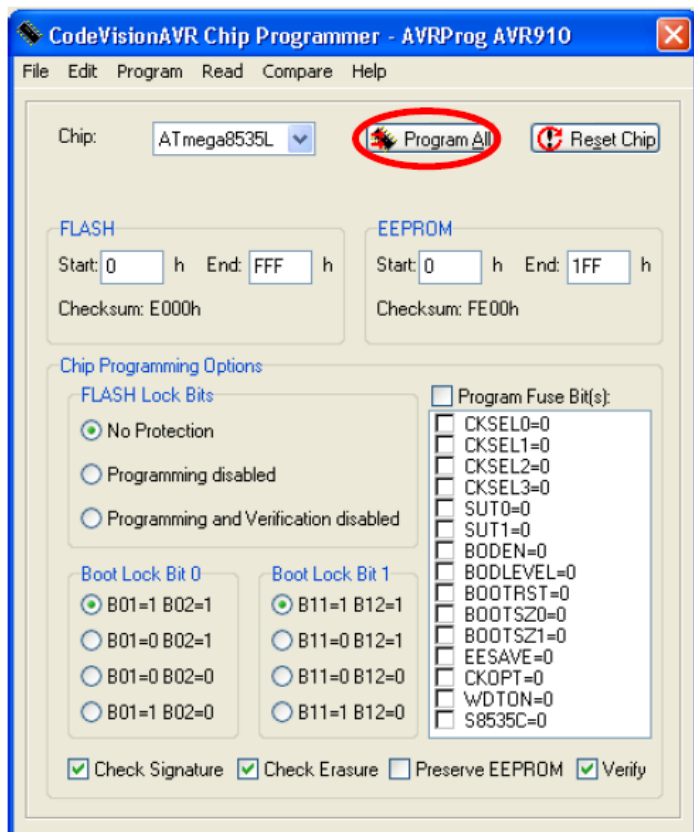 CodeVisionAVR Chip Programmer - AVRProg AVR910
File Edit Program Read Compare Help
Chip: ATmega8535L Program All Reset Chip
FLASH
Start: 0 h End: FFF h
Checksum: E000h
EEPROM
Start: 0 h End: 1FF h
Checksum: FE00h
Chip Programming Options
FLASH Lock Bits
No Protection
Programming disabled
Programming and Verification disabled
Boot Lock Bit 0
B01=1 B02=1
B01=0 B02=1
B01=0 B02=0
B01=1 B02=0
Boot Lock Bit 1
B11=1 B12=1
B11=0 B12=1
B11=0 B12=0
B11=1 B12=0
Program Fuse Bit(s):
CKSEL0=0
CKSEL1=0
CKSEL2=0
CKSEL3=0
SUT0=0
SUT1=0
BODEN=0
BODLEVEL=0
BOOTRST=0
BOOTSZ0=0
BOOTSZ1=0
EESAVE=0
CKOPT=0
WDTON=0
S8535C=0
Check Signature Check Erasure Preserve EEPROM Verify